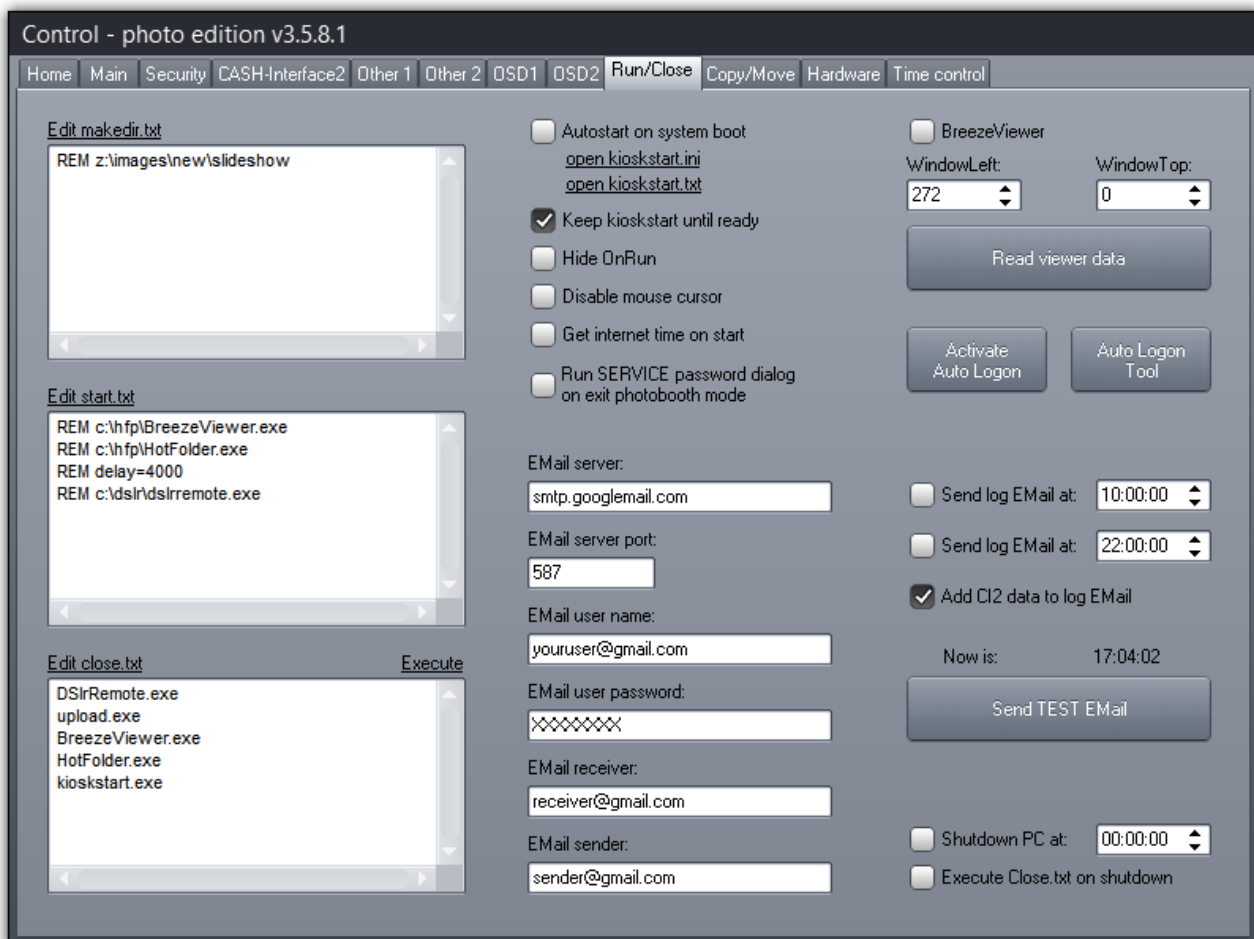 Control - photo edition v3.5.8.1
Home Main Security CASH-Interface2 Other 1 Other 2 OSD1 OSD2 Run/Close Copy/Move Hardware Time control
Edit makedir.txt
REM z:\images\new\slideshow
Edit start.txt
REM c:\hfp\BreezeViewer.exe
REM c:\hfp\HotFolder.exe
REM delay=4000
REM c:\dslr\dslrremote.exe
Edit close.txt Execute
DSlrRemote.exe
upload.exe
BreezeViewer.exe
HotFolder.exe
kioskstart.exe
Autostart on system boot
open kioskstart.ini
open kioskstart.txt
Keep kioskstart until ready
Hide OnRun
Disable mouse cursor
Get internet time on start
Run SERVICE password dialog
on exit photobooth mode
EMail server:
smtp.googlemail.com
EMail server port:
587
EMail user name:
youruser@gmail.com
EMail user password:
XXXXXXXX
EMail receiver:
receiver@gmail.com
EMail sender:
sender@gmail.com
BreezeViewer
WindowLeft: WindowTop:
272 0
Read viewer data
Activate
Auto Logon
Auto Logon
Tool
Send log EMail at: 10:00:00
Send log EMail at: 22:00:00
Add CI2 data to log EMail
Now is: 17:04:02
Send TEST EMail
Shutdown PC at: 00:00:00
Execute Close.txt on shutdown